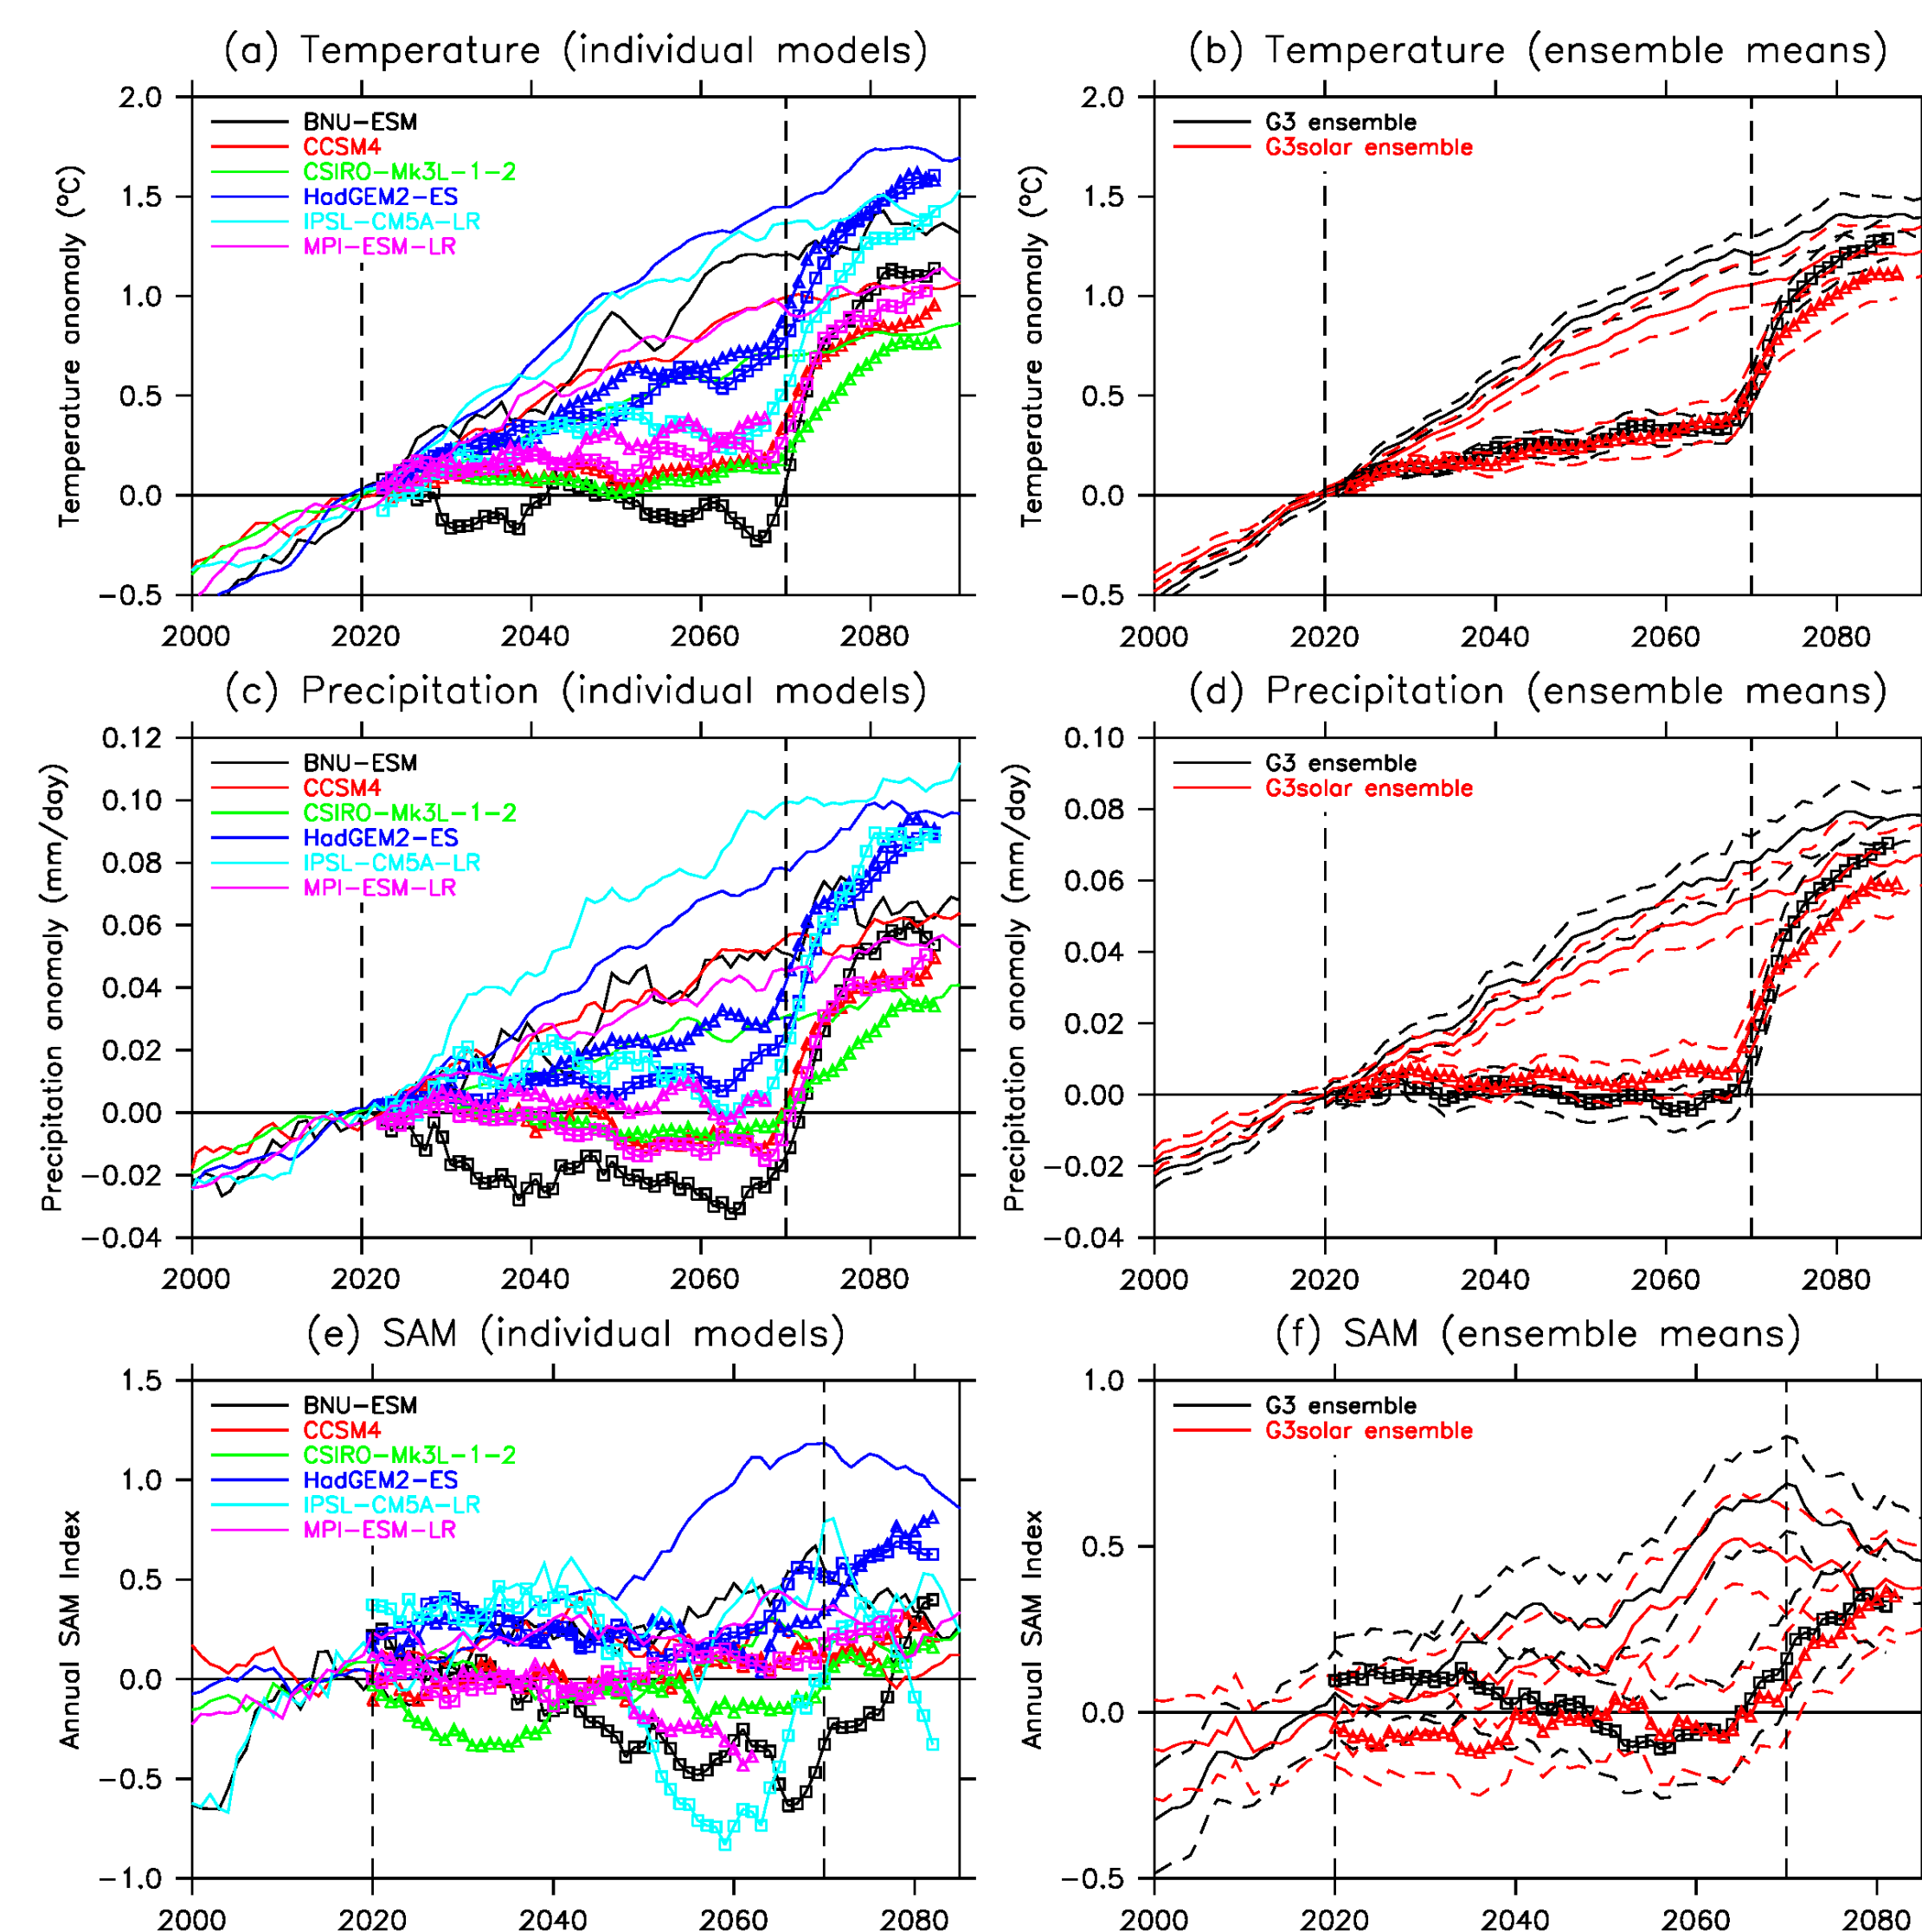 (a) Temperature (individual models)
Temperature anomaly (°C)
2.0
1.5
1.0
0.5
0.0
−0.5
BNU−ESM
CCSM4
CSIRO−Mk3L−1−2
HadGEM2−ES
IPSL−CM5A−LR
MPI−ESM−LR
2000 2020 2040 2060 2080
(b) Temperature (ensemble means)
Temperature anomaly (°C)
2.0
1.5
1.0
0.5
0.0
−0.5
G3 ensemble
G3solar ensemble
2000 2020 2040 2060 2080
(c) Precipitation (individual models)
Precipitation anomaly (mm/day)
0.12
0.10
0.08
0.06
0.04
0.02
0.00
−0.02
−0.04
BNU−ESM
CCSM4
CSIRO−Mk3L−1−2
HadGEM2−ES
IPSL−CM5A−LR
MPI−ESM−LR
2000 2020 2040 2060 2080
(d) Precipitation (ensemble means)
Precipitation anomaly (mm/day)
0.10
0.08
0.06
0.04
0.02
0.00
−0.02
−0.04
G3 ensemble
G3solar ensemble
2000 2020 2040 2060 2080
(e) SAM (individual models)
Annual SAM Index
1.5
1.0
0.5
0.0
−0.5
−1.0
BNU−ESM
CCSM4
CSIRO−Mk3L−1−2
HadGEM2−ES
IPSL−CM5A−LR
MPI−ESM−LR
2000 2020 2040 2060 2080
(f) SAM (ensemble means)
Annual SAM Index
1.0
0.5
0.0
−0.5
G3 ensemble
G3solar ensemble
2000 2020 2040 2060 2080